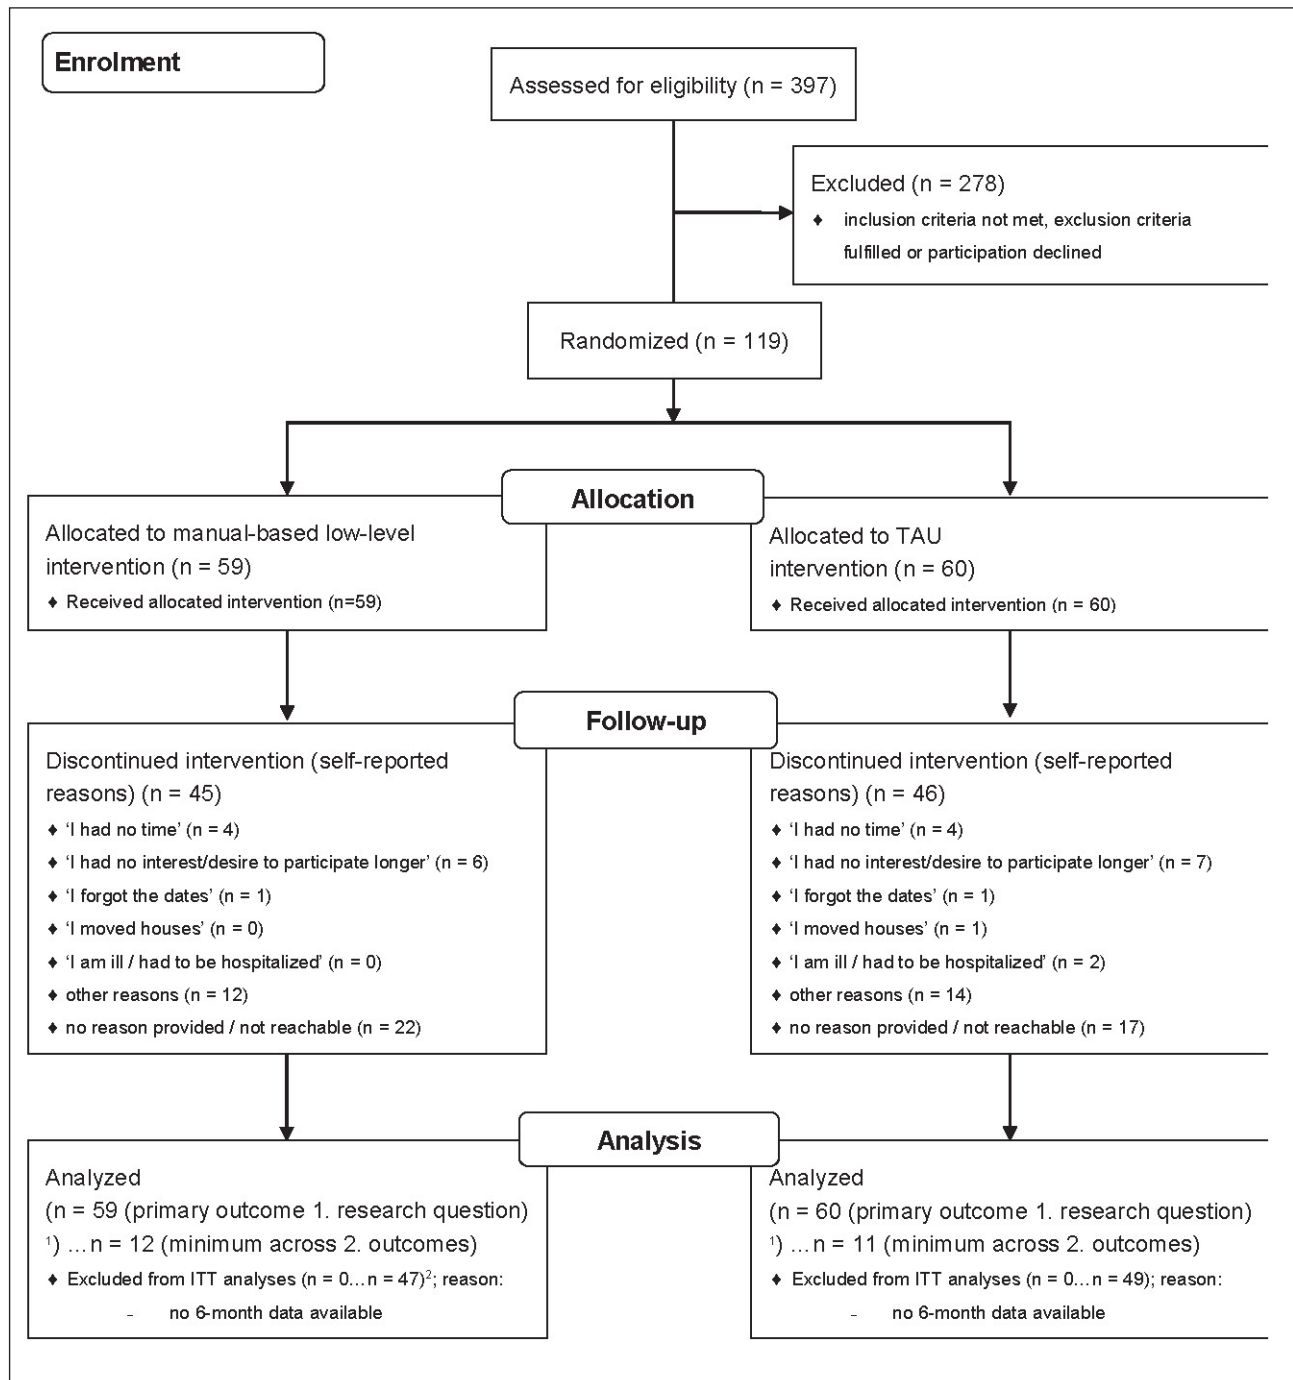 Enrolment
Assessed for eligibility (n = 397)
Excluded (n = 278)
♦ inclusion criteria not met, exclusion criteria
fulfilled or participation declined
Randomized (n = 119)
Allocation
Allocated to manual-based low-level
intervention (n = 59)
♦ Received allocated intervention (n=59)
Allocated to TAU
intervention (n = 60)
♦ Received allocated intervention (n = 60)
Follow-up
Discontinued intervention (self-reported
reasons) (n = 45)
♦ ‘I had no time’ (n = 4)
♦ ‘I had no interest/desire to participate longer’ (n = 6)
♦ ‘I forgot the dates’ (n = 1)
♦ ‘I moved houses’ (n = 0)
♦ ‘I am ill / had to be hospitalized’ (n = 0)
♦ other reasons (n = 12)
♦ no reason provided / not reachable (n = 22)
Discontinued intervention (self-reported
reasons) (n = 46)
♦ ‘I had no time’ (n = 4)
♦ ‘I had no interest/desire to participate longer’ (n = 7)
♦ ‘I forgot the dates’ (n = 1)
♦ ‘I moved houses’ (n = 1)
♦ ‘I am ill / had to be hospitalized’ (n = 2)
♦ other reasons (n = 14)
♦ no reason provided / not reachable (n = 17)
Analysis
Analyzed
(n = 59 (primary outcome 1. research question)
¹) ...n = 12 (minimum across 2. outcomes)
♦ Excluded from ITT analyses (n = 0...n = 47)²; reason:
- no 6-month data available
Analyzed
(n = 60 (primary outcome 1. research question)
¹) ...n = 11 (minimum across 2. outcomes)
♦ Excluded from ITT analyses (n = 0...n = 49); reason:
- no 6-month data available